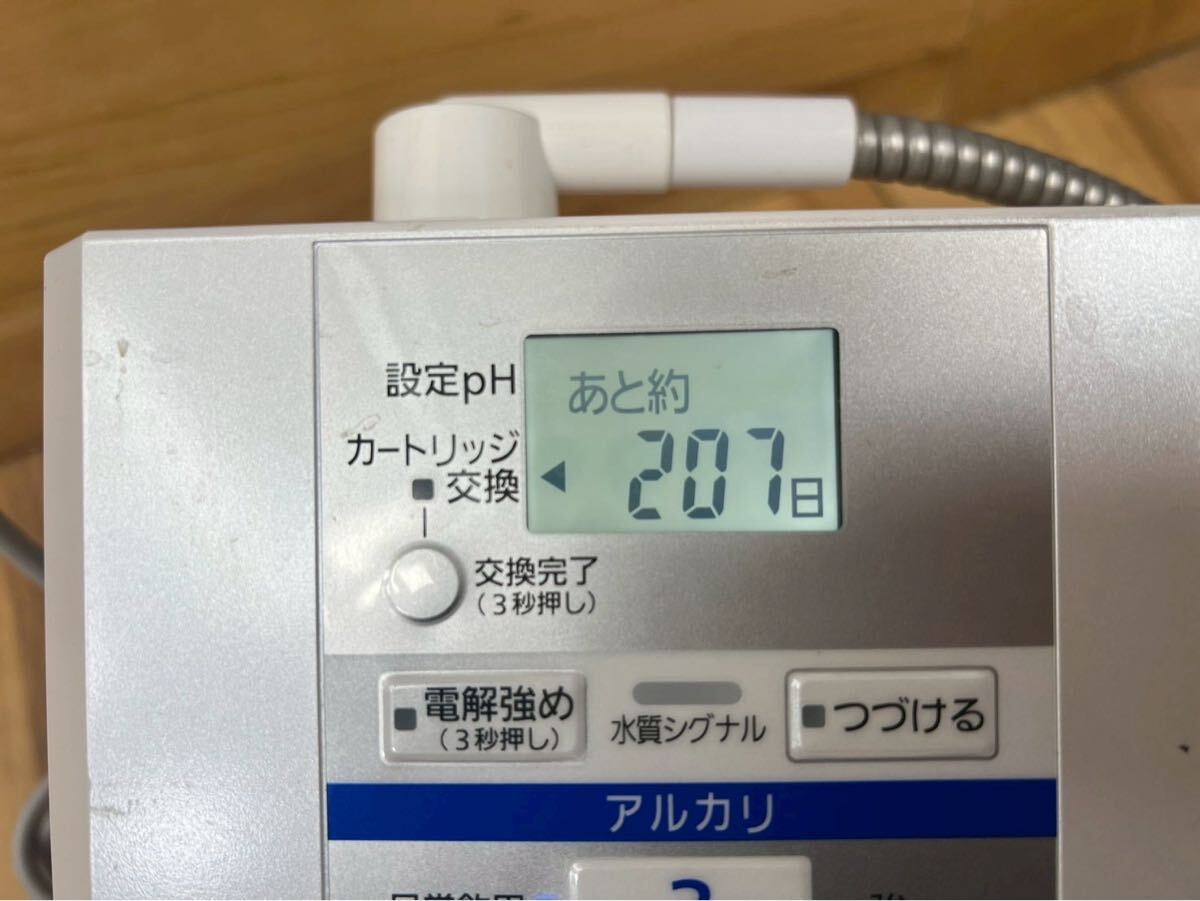 設定pH
あと約
カートリッジ
交換
207日
交換完了
(3秒押し)
電解強め
(3秒押し)
水質シグナル
つづける
アルカリ